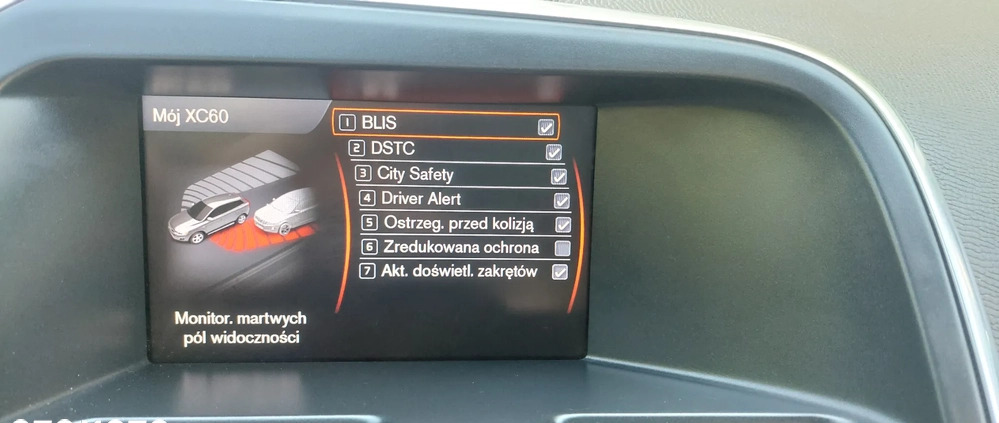 Mój XC60
1 BLIS
2 DSTC
3 City Safety
4 Driver Alert
5 Ostrzeg. przed kolizją
6 Zredukowana ochrona
7 Akt. doświetl. zakrętów
Monitor. martwych
pól widoczności